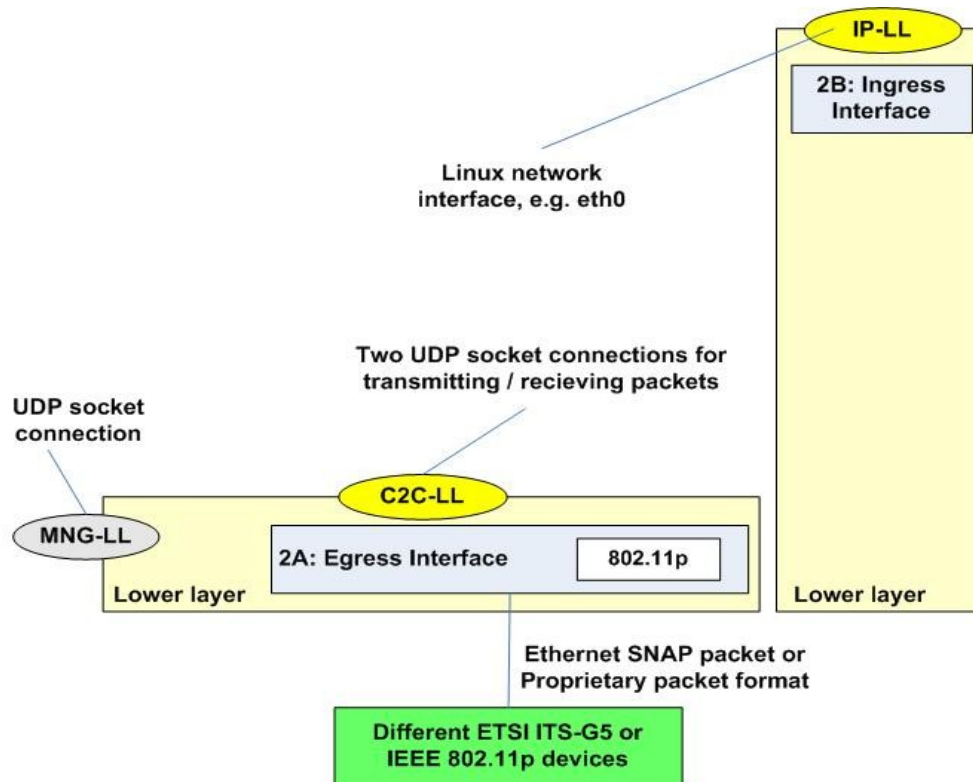 IP-LL
2B: Ingress
Interface
Linux network
interface, e.g. eth0
Two UDP socket connections for
transmitting / recieving packets
UDP socket
connection
C2C-LL
MNG-LL
2A: Egress Interface
802.11p
Lower layer
Lower layer
Ethernet SNAP packet or
Proprietary packet format
Different ETSI ITS-G5 or
IEEE 802.11p devices